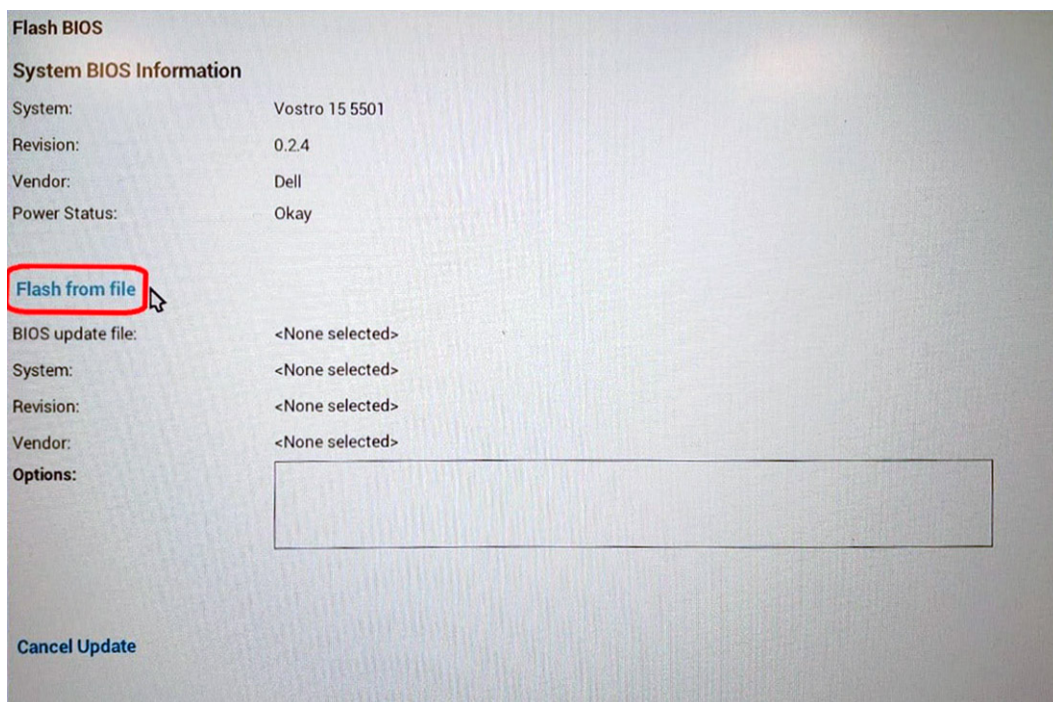 Flash BIOS
System BIOS Information
System: Vostro 15 5501
Revision: 0.2.4
Vendor: Dell
Power Status: Okay
Flash from file
BIOS update file: <None selected>
System: <None selected>
Revision: <None selected>
Vendor: <None selected>
Options:
Cancel Update